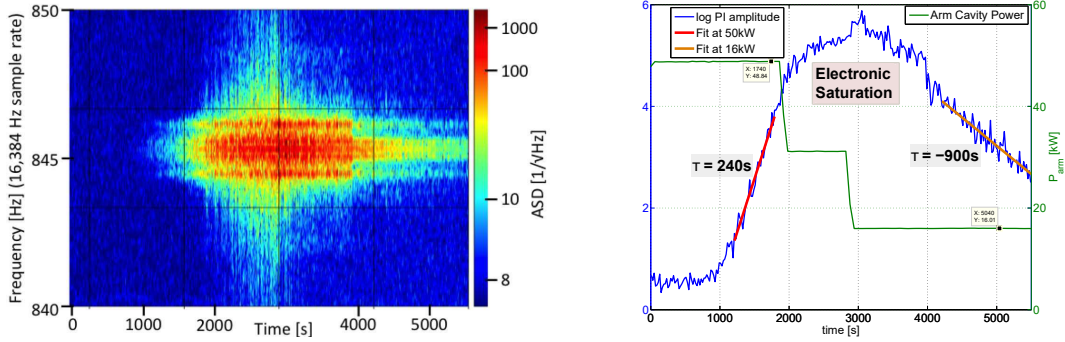 850
845
840
Frequency [Hz] (16,384 Hz sample rate)
0
1000
2000
3000
4000
5000
Time [s]
1000
100
10
8
ASD [1/√Hz]
6
4
2
0
log PI amplitude
Fit at 50kW
Fit at 16kW
Arm Cavity Power
X: 1740
Y: 48.84
Electronic
Saturation
τ = 240s
τ = −900s
X: 5040
Y: 16.01
60
40
20
0
P_arm [kW]
0
1000
2000
3000
4000
5000
time [s]